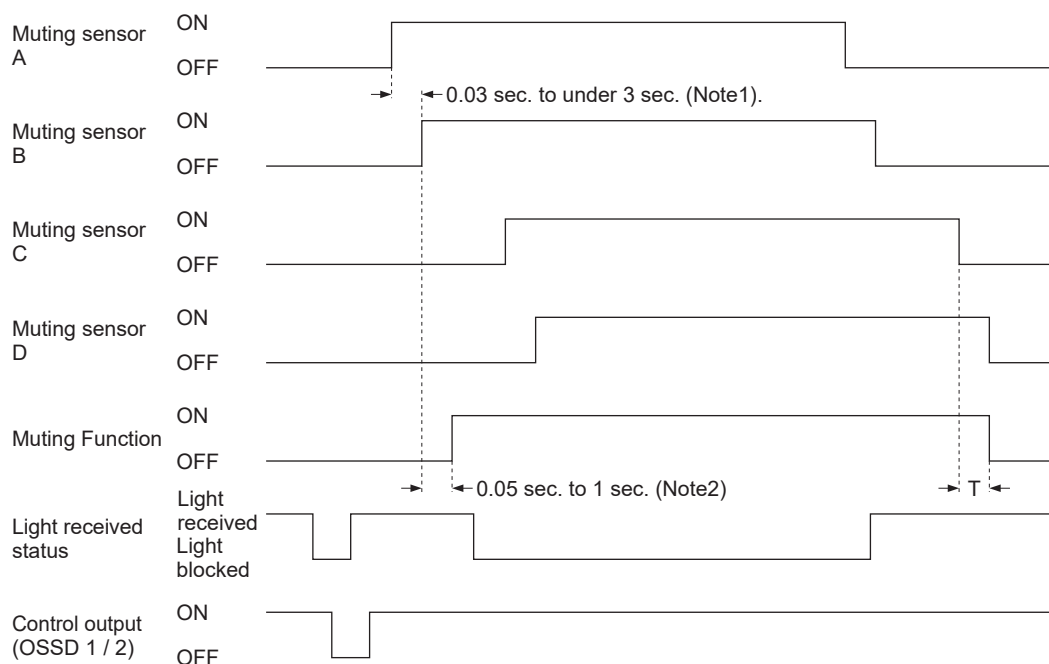 Muting sensor
A
ON
OFF
0.03 sec. to under 3 sec. (Note1).
Muting sensor
B
ON
OFF
Muting sensor
C
ON
OFF
Muting sensor
D
ON
OFF
Muting Function
ON
OFF
0.05 sec. to 1 sec. (Note2)
T
Light received
status
Light
received
Light
blocked
Control output
(OSSD 1 / 2)
ON
OFF